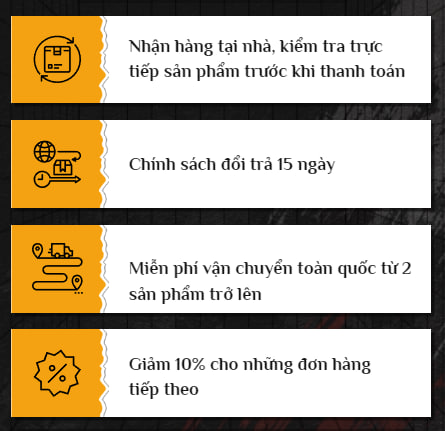 Nhận hàng tại nhà, kiểm tra trực
tiếp sản phẩm trước khi thanh toán
Chính sách đổi trả 15 ngày
Miễn phí vận chuyển toàn quốc từ 2
sản phẩm trở lên
Giảm 10% cho những đơn hàng
tiếp theo